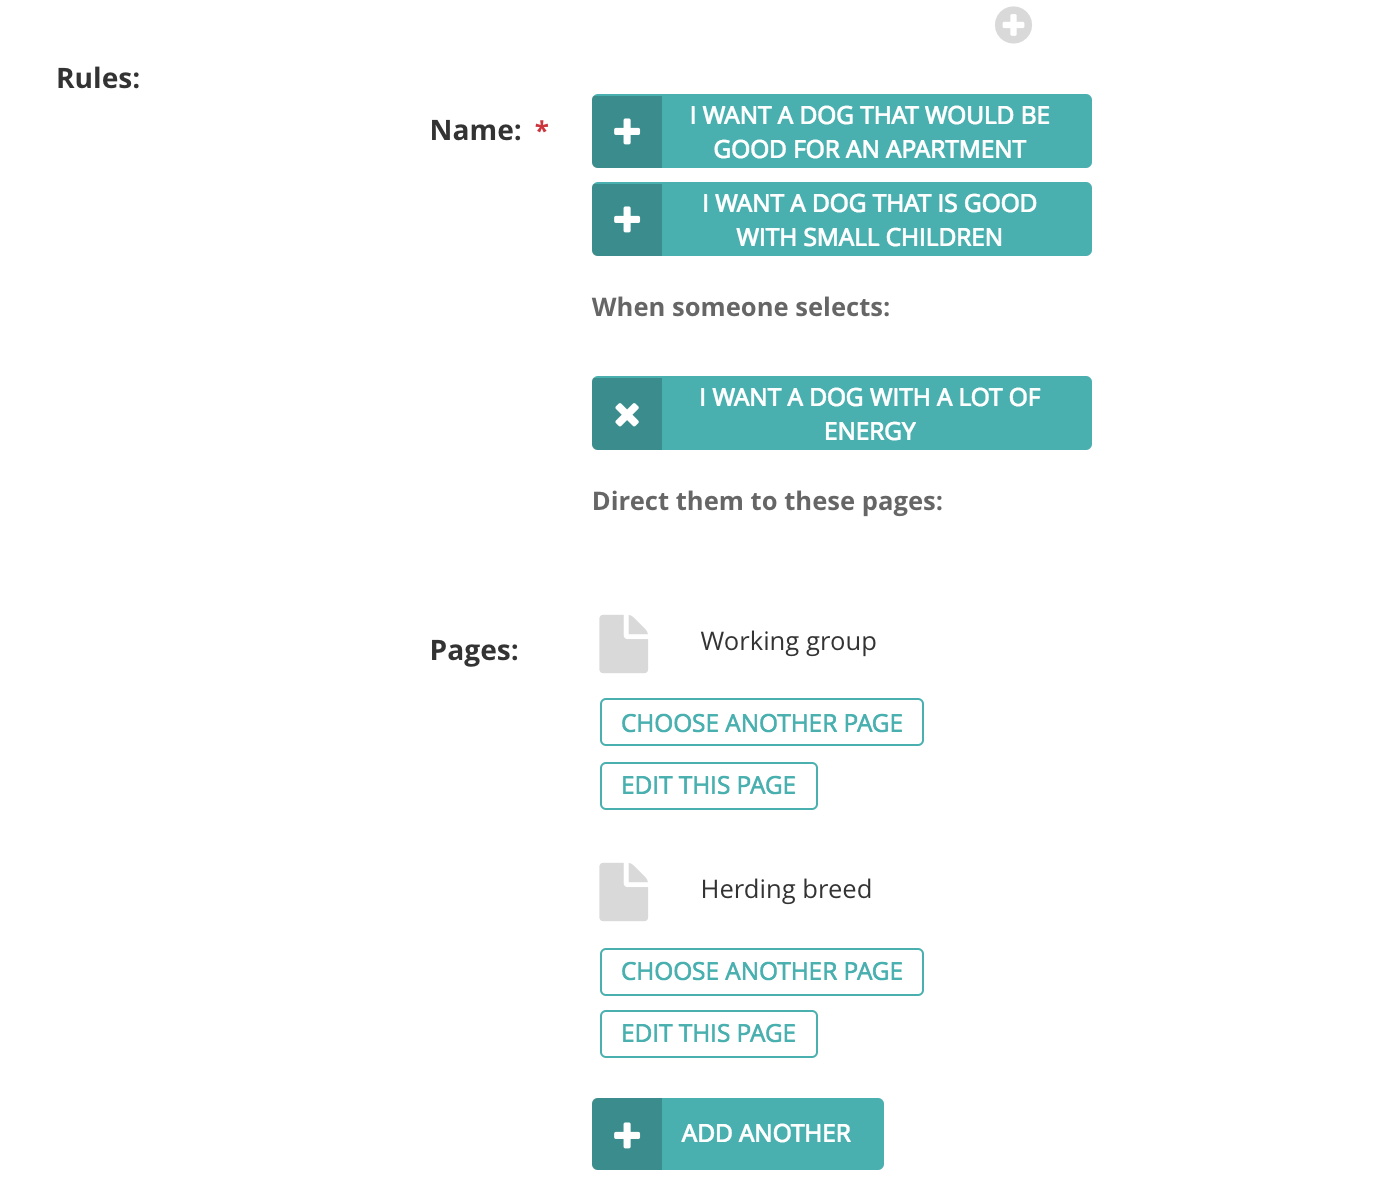 Rules:
Name: *
I WANT A DOG THAT WOULD BE
GOOD FOR AN APARTMENT
I WANT A DOG THAT IS GOOD
WITH SMALL CHILDREN
When someone selects:
I WANT A DOG WITH A LOT OF
ENERGY
Direct them to these pages:
Pages:
Working group
CHOOSE ANOTHER PAGE
EDIT THIS PAGE
Herding breed
CHOOSE ANOTHER PAGE
EDIT THIS PAGE
ADD ANOTHER